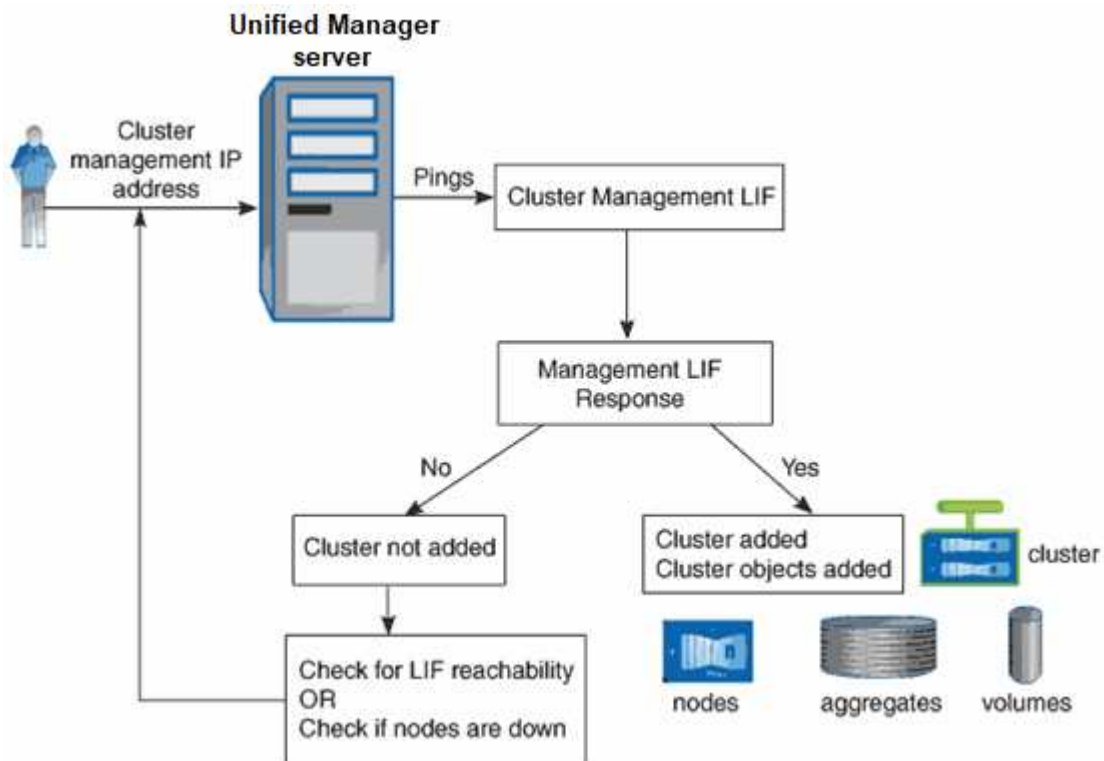 Unified Manager
server
Cluster
management IP
address
Pings
Cluster Management LIF
Management LIF
Response
No
Yes
Cluster not added
Cluster added
Cluster objects added
cluster
Check for LIF reachability
OR
Check if nodes are down
nodes
aggregates
volumes